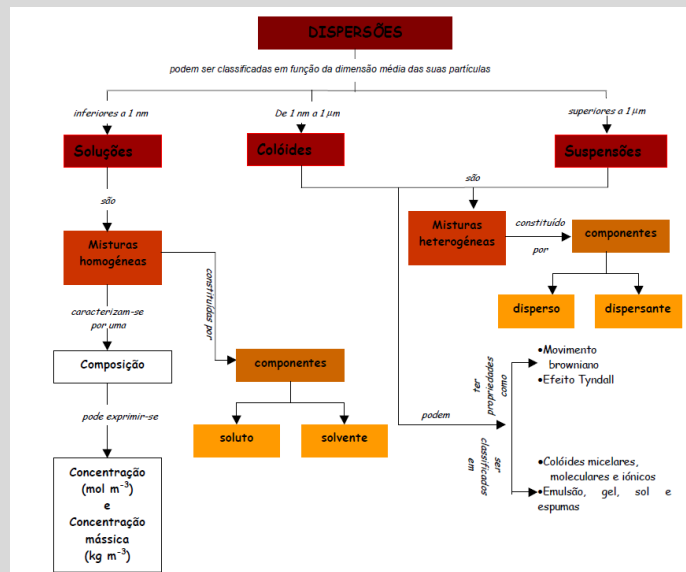 DISPERSÕES
podem ser classificadas em função da dimensão média das suas partículas
inferiores a 1 nm
De 1 nm a 1 µm
superiores a 1µm
Soluções
Colóides
Suspensões
são
são
Misturas
homogéneas
Misturas
heterogéneas
constituído
por
componentes
constituídas por
disperso
dispersante
caracterizam-se
por uma
Composição
componentes
•Movimento
browniano
•Efeito Tyndall
ter
propriedades
como
pode exprimir-se
soluto
solvente
podem
ser
classificados
em
Concentração
(mol m⁻³)
e
Concentração
mássica
(kg m⁻³)
•Colóides micelares,
moleculares e iónicos
•Emulsão, gel, sol e
espumas